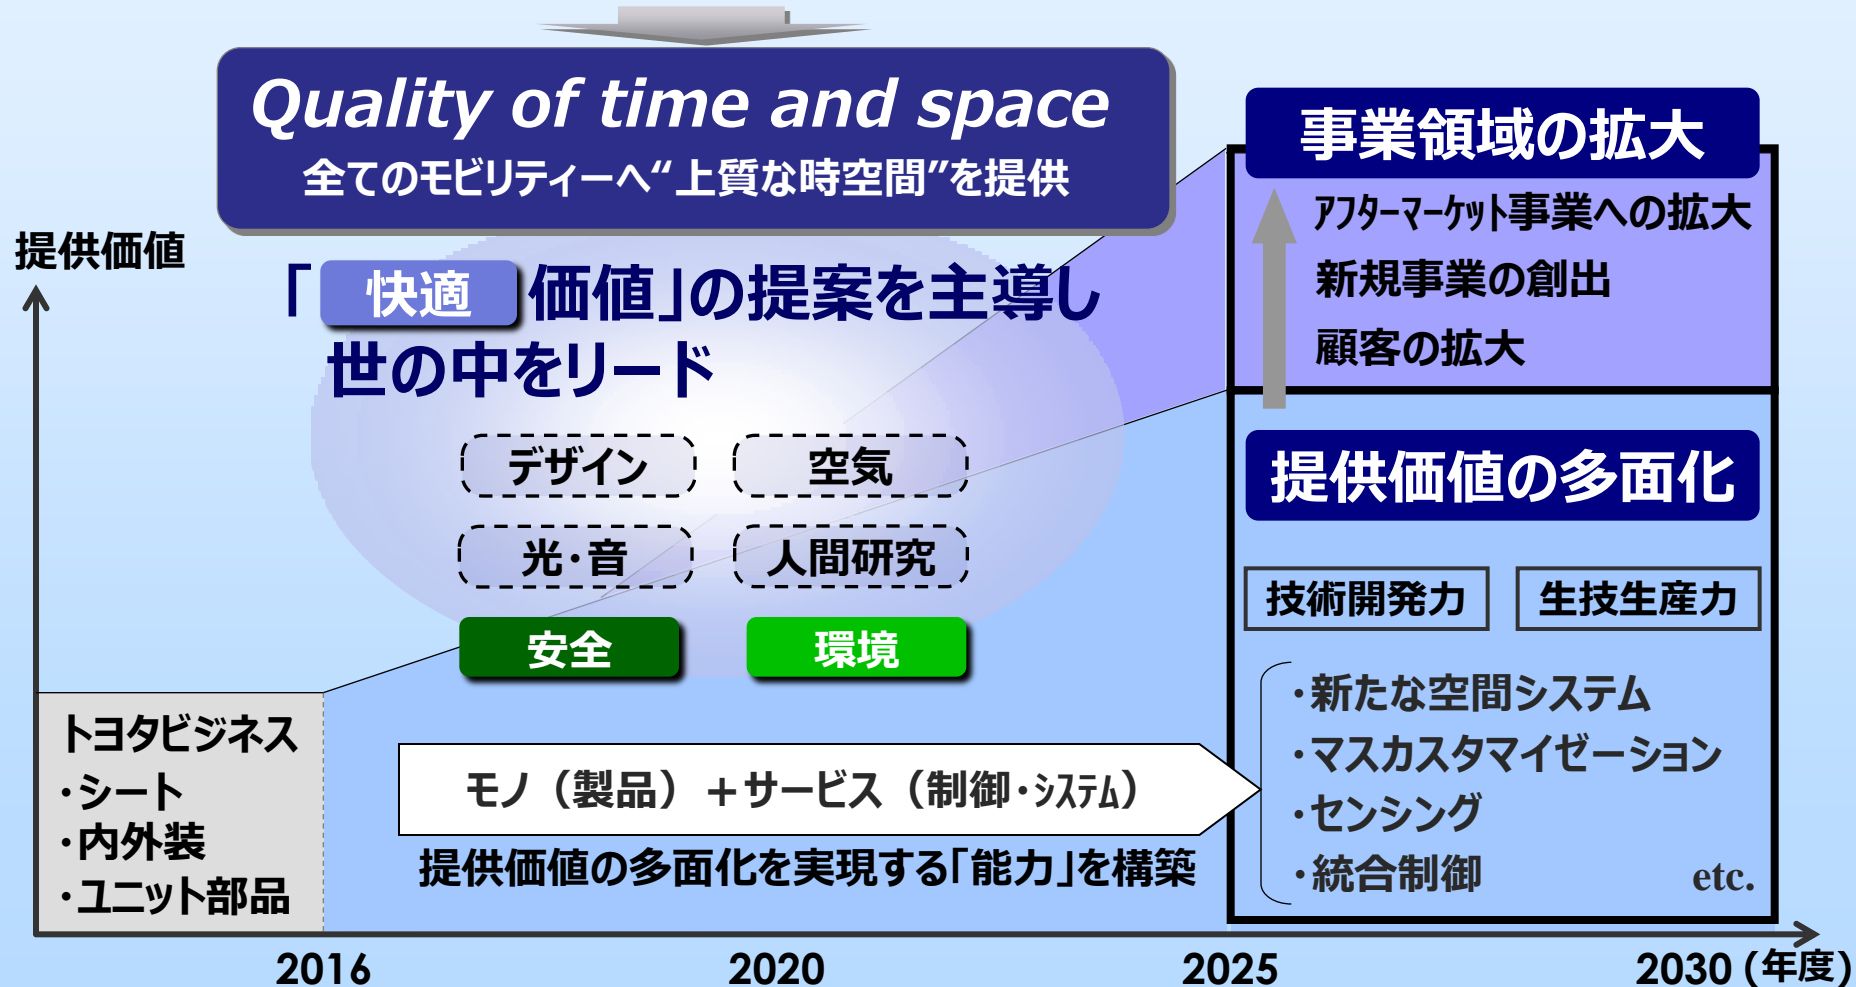 Quality of time and space
全てのモビリティーへ“上質な時空間”を提供
提供価値
「快適価値」の提案を主導し
世の中をリード
デザイン
空気
光・音
人間研究
安全
環境
事業領域の拡大
ｱﾌﾀｰﾏｰｹｯﾄ事業への拡大
新規事業の創出
顧客の拡大
提供価値の多面化
技術開発力
生技生産力
・新たな空間システム
・マスカスタマイゼーション
・センシング
・統合制御 etc.
トヨタビジネス
・シート
・内外装
・ユニット部品
モノ（製品）＋サービス（制御・ｼｽﾃﾑ）
提供価値の多面化を実現する「能力」を構築
2016 2020 2025 2030 (年度)